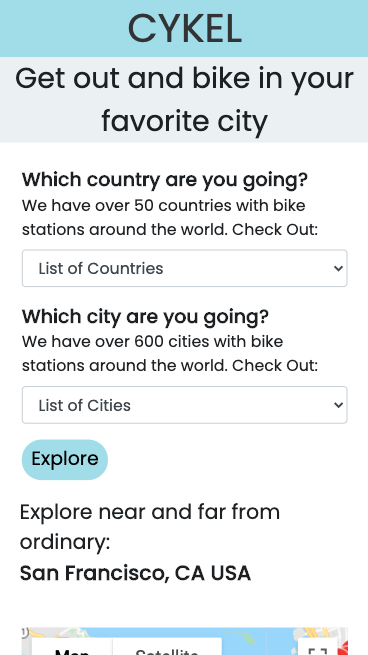 CYKEL
Get out and bike in your
favorite city
Which country are you going?
We have over 50 countries with bike
stations around the world. Check Out:
List of Countries
Which city are you going?
We have over 600 cities with bike
stations around the world. Check Out:
List of Cities
Explore
Explore near and far from
ordinary:
San Francisco, CA USA
Map Satellite